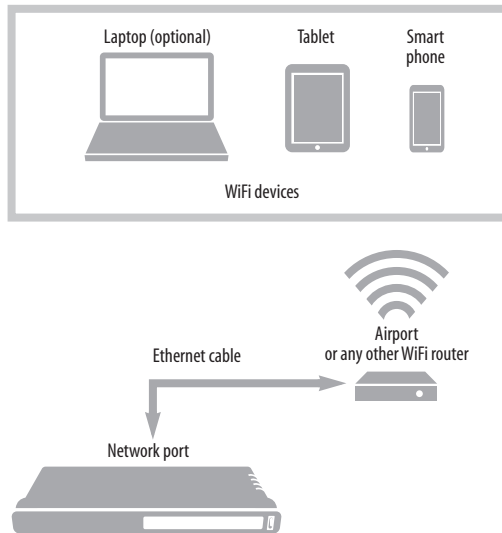 Laptop (optional)
Tablet
Smart
phone
WiFi devices
Airport
or any other WiFi router
Ethernet cable
Network port